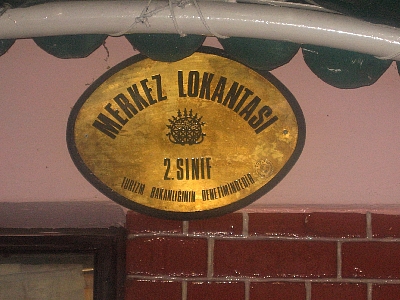 MERKEZ LOKANTASI
2. SINIF
TURİZM BAKANLIĞININ DENETİMİNDEDİR